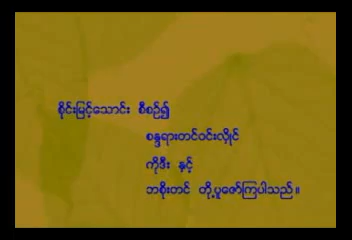 စိုင်းမြင့်သောင်း စီစဉ်၍
စန္ဒရားတင်ဝင်းလှိုင်
ကိုဒီး နှင့်
ဘစိုးတင် တို့ပူဇော်ကြပါသည်။